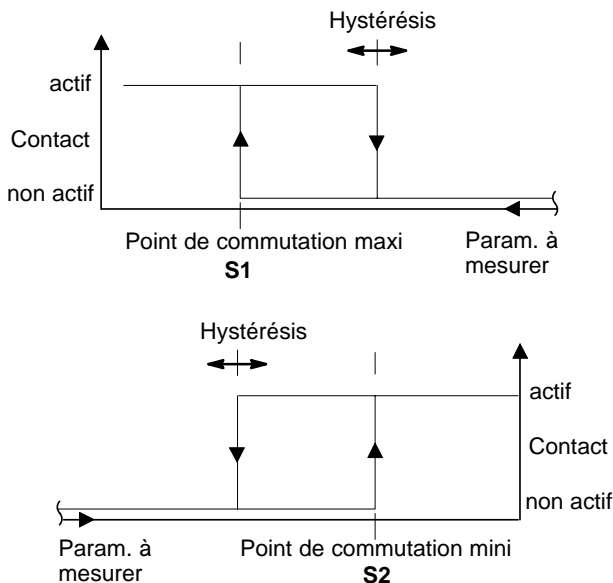 Hystérésis
actif
Contact
non actif
Point de commutation maxi
S1
Param. à
mesurer
Hystérésis
actif
Contact
non actif
Param. à
mesurer
Point de commutation mini
S2